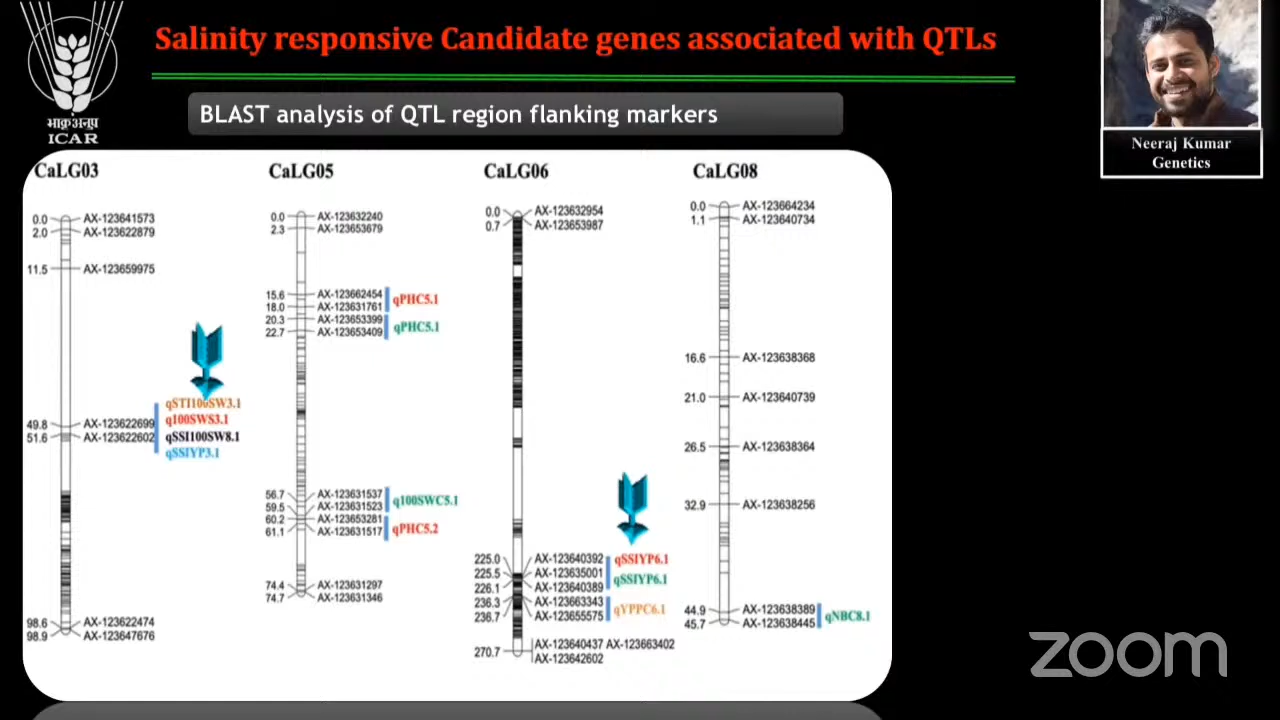 Salinity responsive Candidate genes associated with QTLs
BLAST analysis of QTL region flanking markers
भाकृअनुप
ICAR
Neeraj Kumar
Genetics
CaLG03
0.0 AX-123641573
2.0 AX-123622879
11.5 AX-123659975
qSTI100SW3.1
q100SWS3.1
49.8 AX-123622699
51.6 AX-123622602
qSSI100SW8.1
qSSIYP3.1
98.6 AX-123622474
98.9 AX-123647676
CaLG05
0.0 AX-123632240
2.3 AX-123653679
15.6 AX-123662454
18.0 AX-123631761
qPHC5.1
20.3 AX-123653399
22.7 AX-123653409
qPHC5.1
56.7 AX-123631537
59.5 AX-123631523
q100SWC5.1
60.2 AX-123653281
61.1 AX-123631517
qPHC5.2
74.4 AX-123631297
74.7 AX-123631346
CaLG06
0.0 AX-123632954
0.7 AX-123653987
225.0 AX-123640392 qSSIYP6.1
225.5 AX-123635001 qSSIYP6.1
226.1 AX-123640389
236.3 AX-123663343
236.7 AX-123655575
qYPPC6.1
270.7 AX-123640437 AX-123663402
AX-123642602
CaLG08
0.0 AX-123664234
1.1 AX-123640734
16.6 AX-123638368
21.0 AX-123640739
26.5 AX-123638364
32.9 AX-123638256
44.9 AX-123638389
45.7 AX-123638445
qNBC8.1
zoom